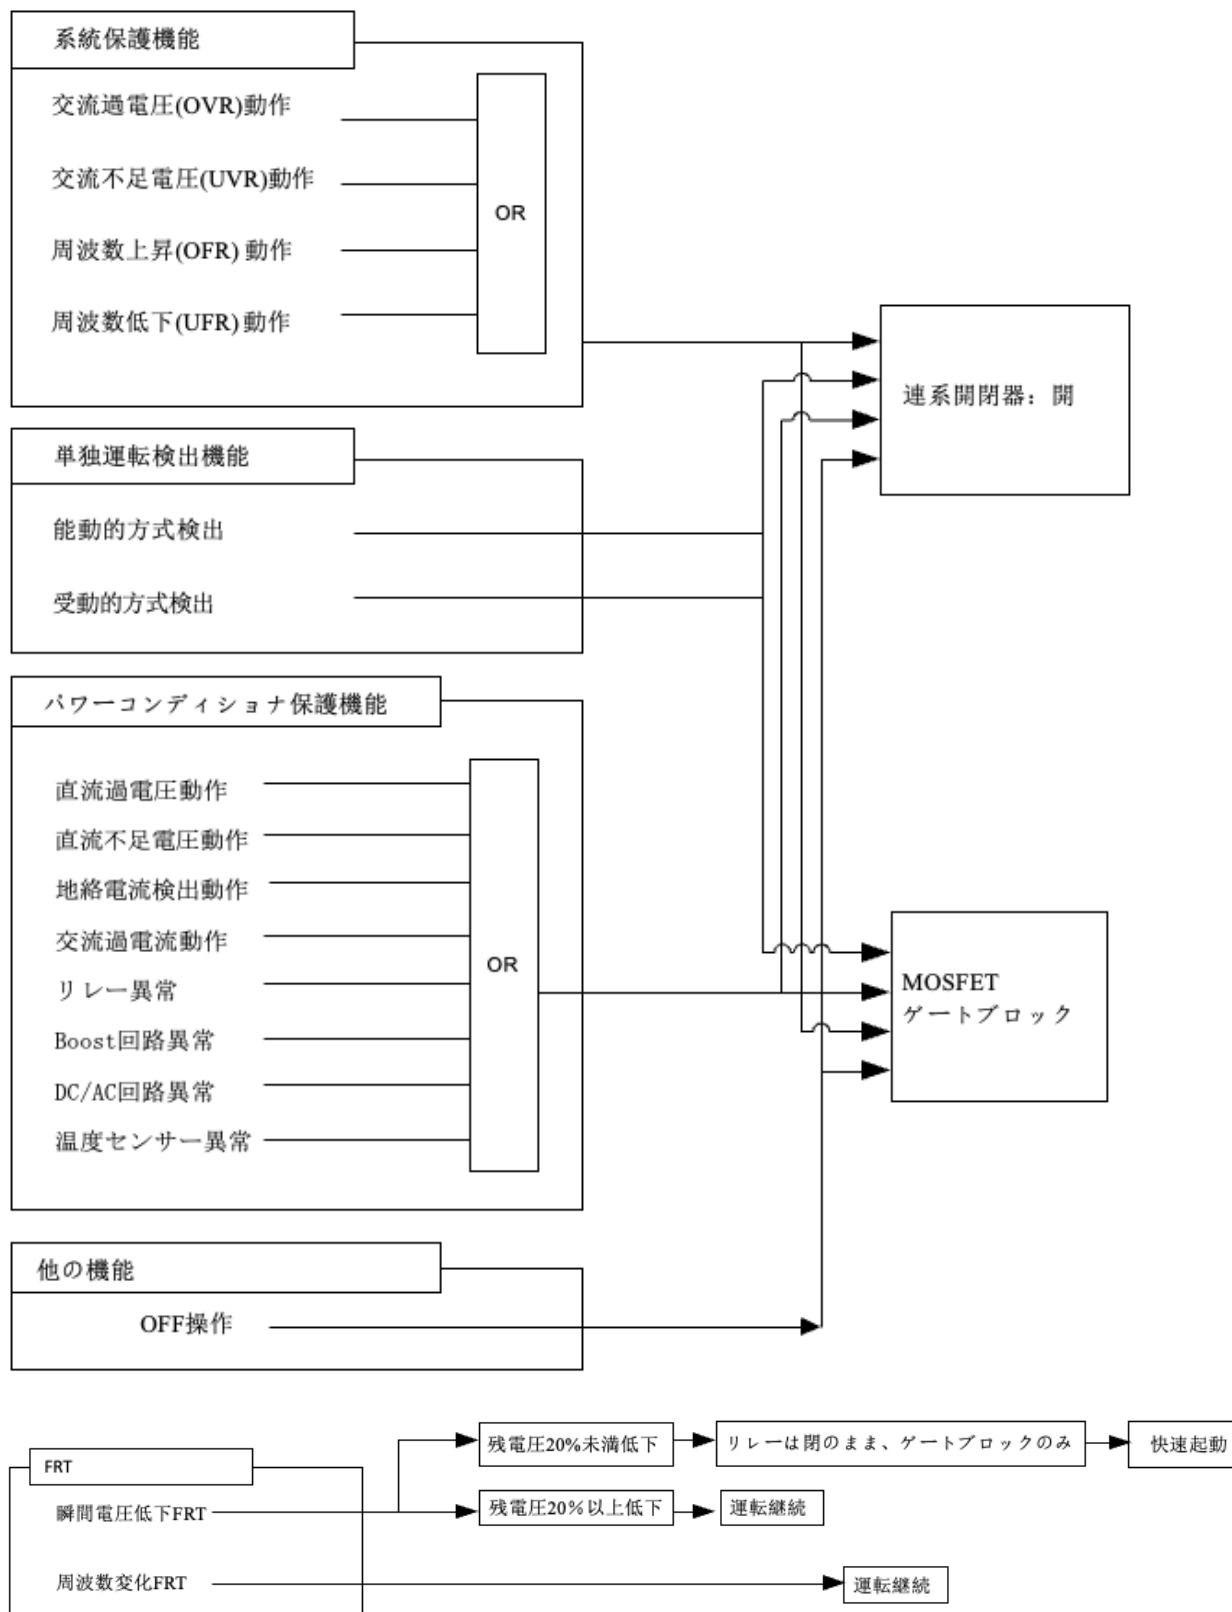 系統保護機能
交流過電圧(OVR)動作
交流不足電圧(UVR)動作
周波数上昇(OFR) 動作
周波数低下(UFR) 動作
OR
連系開閉器：開
単独運転検出機能
能動的方式検出
受動的方式検出
パワーコンディショナ保護機能
直流過電圧動作
直流不足電圧動作
地絡電流検出動作
交流過電流動作
リレー異常
Boost回路異常
DC/AC回路異常
温度センサー異常
OR
MOSFET
ゲートブロック
他の機能
OFF操作
FRT
瞬間電圧低下FRT
残電圧20%未満低下
リレーは閉のまま、ゲートブロックのみ
快速起動
残電圧20％以上低下
運転継続
周波数変化FRT
運転継続